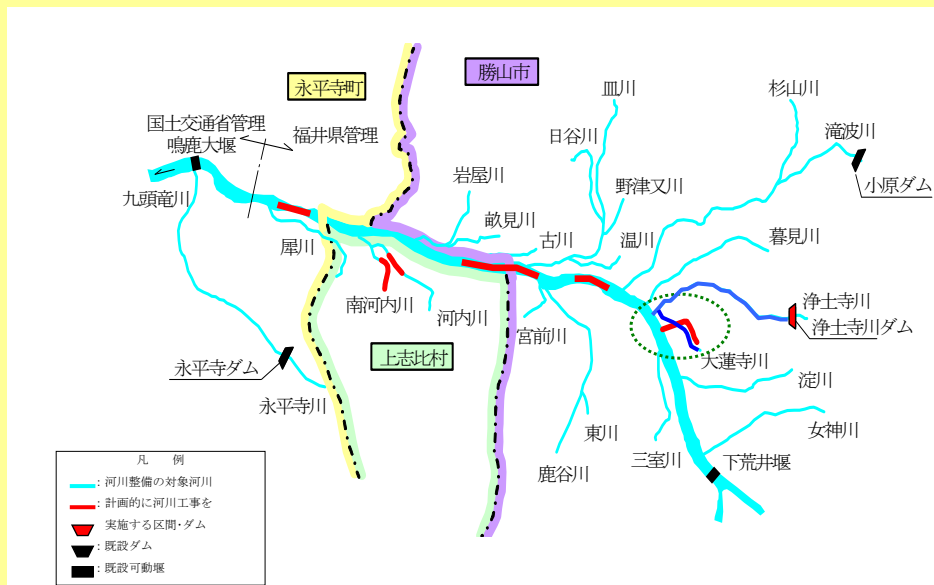 勝山市
永平寺町
皿川
杉山川
国土交通省管理
福井県管理
日谷川
滝波川
鳴鹿大堰
岩屋川
野津又川
小原ダム
九頭竜川
畝見川
古川
温川
暮見川
犀川
南河内川
河内川
宮前川
浄土寺川
浄土寺川ダム
上志比村
大蓮寺川
永平寺ダム
淀川
永平寺川
東川
女神川
鹿谷川
三室川
下荒井堰
凡 例
：河川整備の対象河川
：計画的に河川工事を
実施する区間・ダム
：既設ダム
：既設可動堰